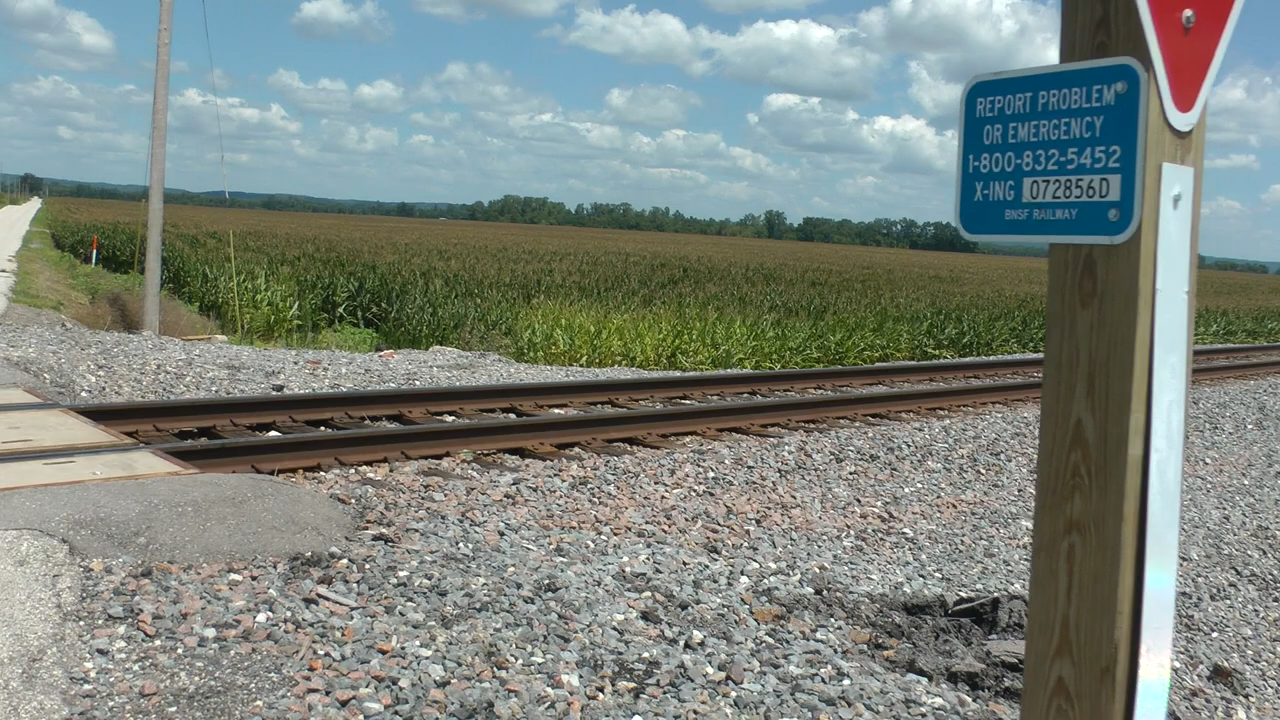 REPORT PROBLEM
OR EMERGENCY
1-800-832-5452
X-ING 072856D
BNSF RAILWAY